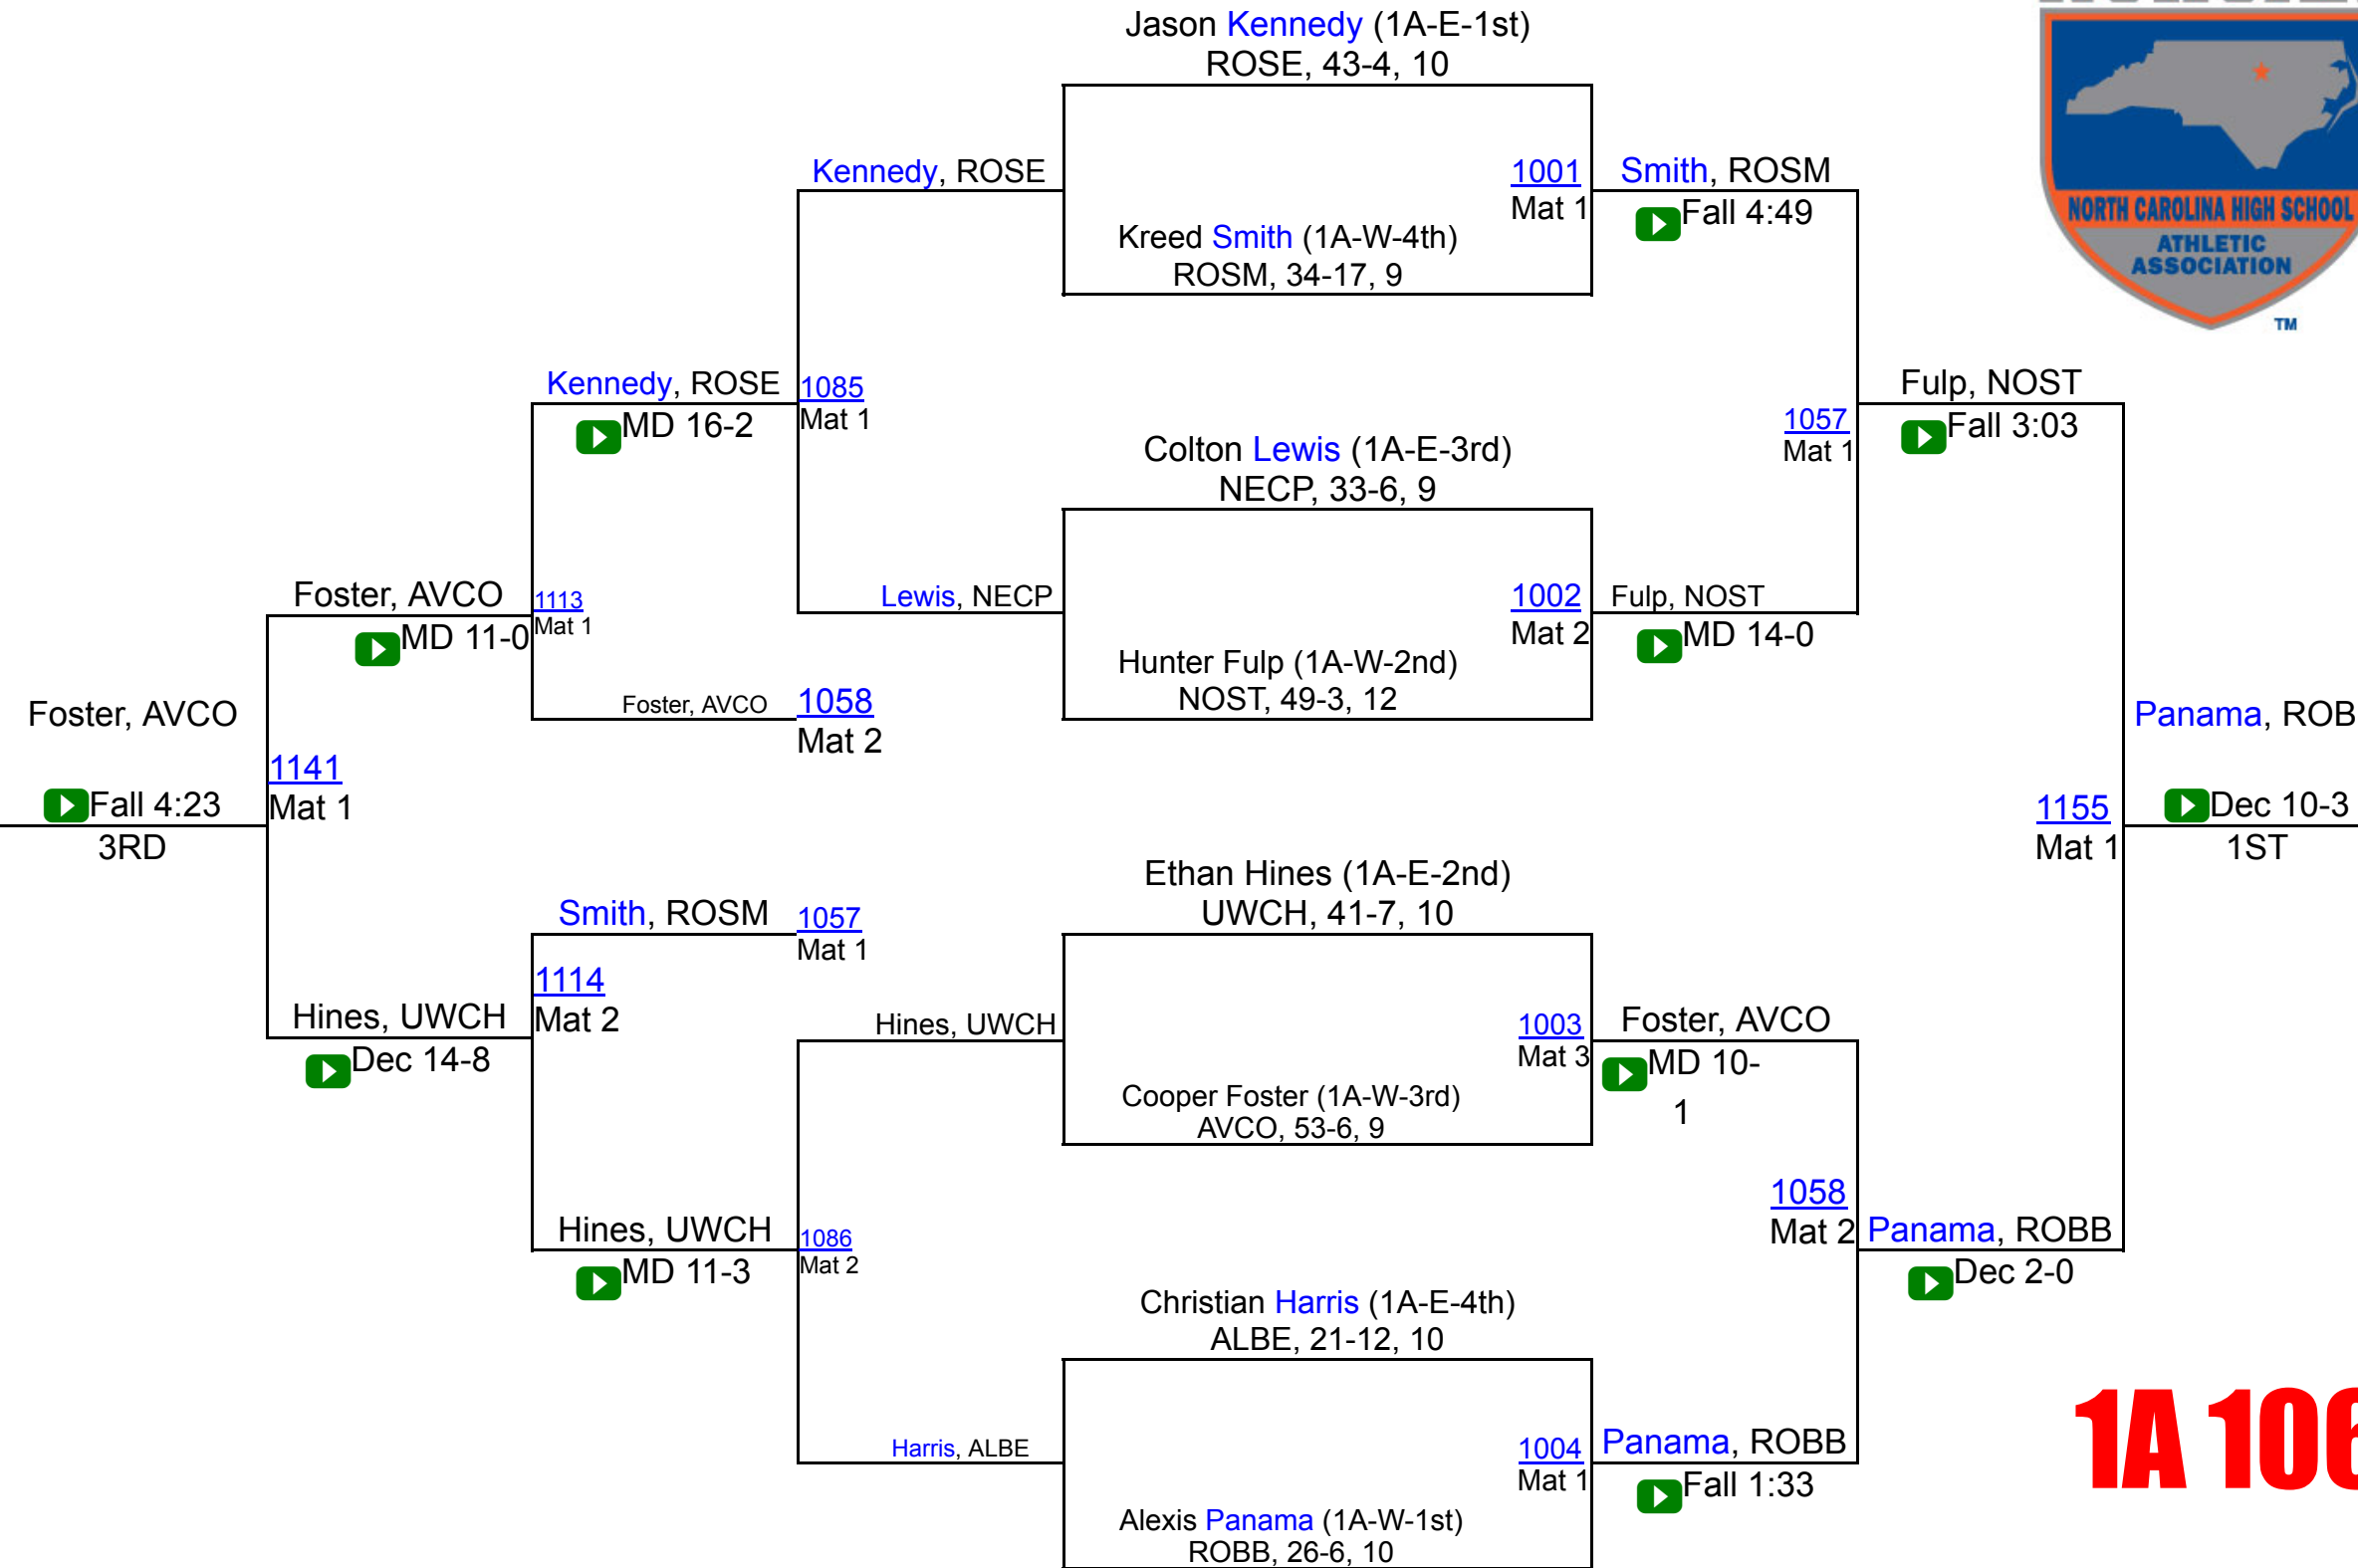 Jason Kennedy (1A-E-1st)
ROSE, 43-4, 10
Kennedy, ROSE
1001
Mat 1
Smith, ROSM
Fall 4:49
Kreed Smith (1A-W-4th)
ROSM, 34-17, 9
NORTH CAROLINA HIGH SCHOOL
ATHLETIC
ASSOCIATION
TM
Kennedy, ROSE
MD 16-2
1085
Mat 1
Fulp, NOST
Fall 3:03
1057
Mat 1
Colton Lewis (1A-E-3rd)
NECP, 33-6, 9
Foster, AVCO
MD 11-0
1113
Mat 1
Lewis, NECP
1002
Mat 2
Fulp, NOST
MD 14-0
Hunter Fulp (1A-W-2nd)
NOST, 49-3, 12
Foster, AVCO
1058
Mat 2
Foster, AVCO
Fall 4:23
3RD
1141
Mat 1
Panama, ROB
Dec 10-3
1ST
1155
Mat 1
Ethan Hines (1A-E-2nd)
UWCH, 41-7, 10
Smith, ROSM
1057
Mat 1
1114
Mat 2
Hines, UWCH
Dec 14-8
Hines, UWCH
1003
Mat 3
Foster, AVCO
MD 10-
1
Cooper Foster (1A-W-3rd)
AVCO, 53-6, 9
1058
Mat 2
Panama, ROBB
Dec 2-0
Hines, UWCH
MD 11-3
1086
Mat 2
Christian Harris (1A-E-4th)
ALBE, 21-12, 10
Harris, ALBE
1004
Mat 1
Panama, ROBB
Fall 1:33
Alexis Panama (1A-W-1st)
ROBB, 26-6, 10
1A 106